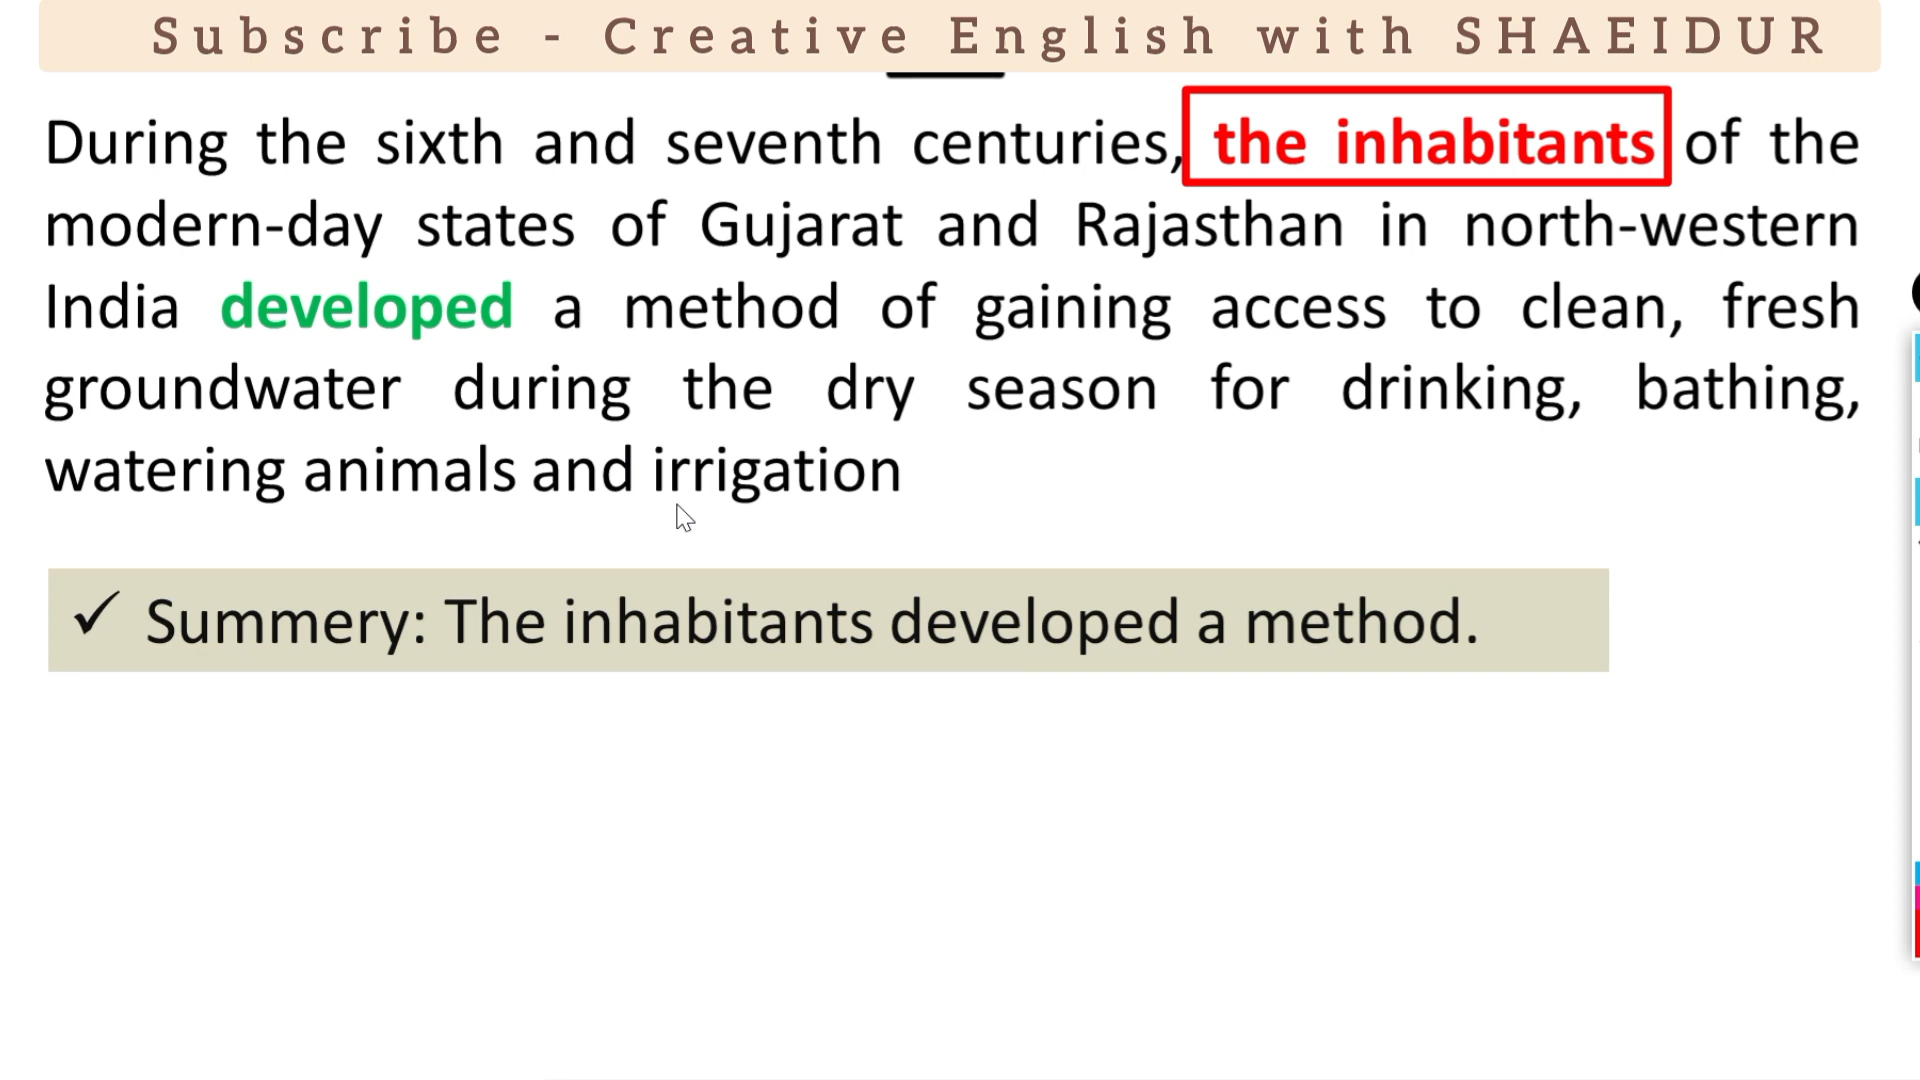 Subscribe - Creative English with SHAEIDUR
During the sixth and seventh centuries, the inhabitants of the
modern-day states of Gujarat and Rajasthan in north-western
India developed a method of gaining access to clean, fresh
groundwater during the dry season for drinking, bathing,
watering animals and irrigation
✓ Summery: The inhabitants developed a method.